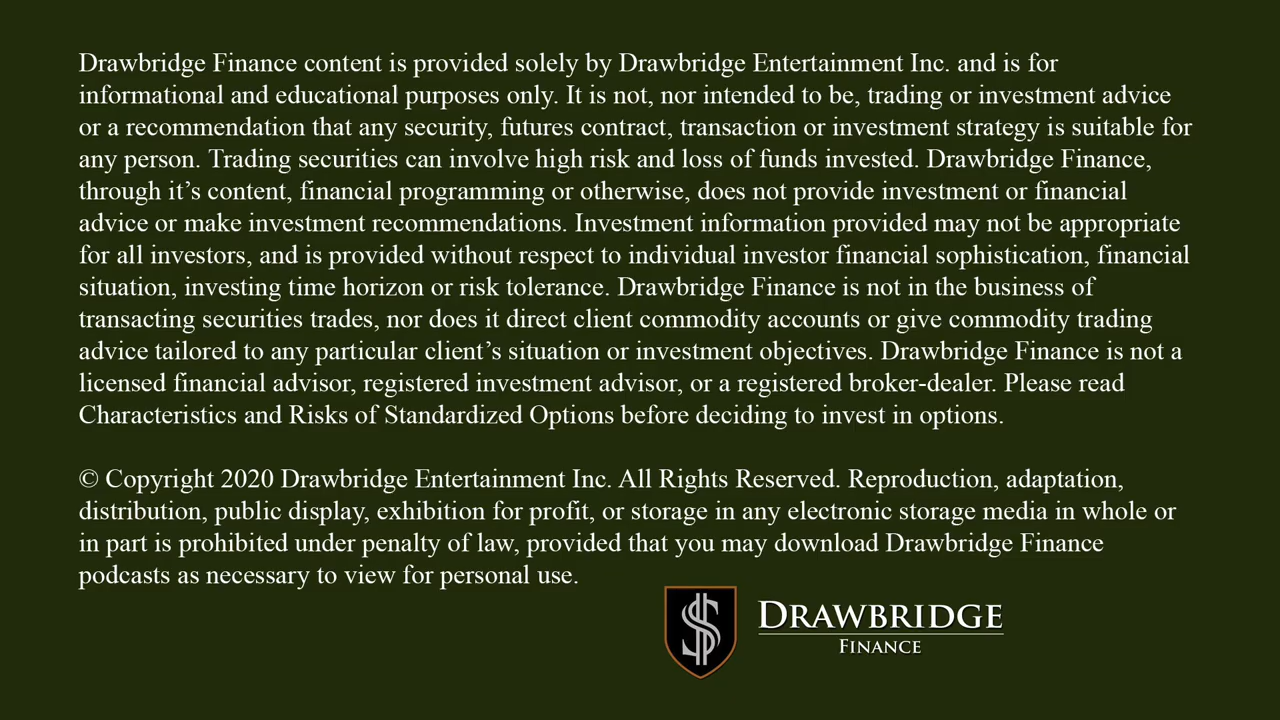 Drawbridge Finance content is provided solely by Drawbridge Entertainment Inc. and is for
informational and educational purposes only. It is not, nor intended to be, trading or investment advice
or a recommendation that any security, futures contract, transaction or investment strategy is suitable for
any person. Trading securities can involve high risk and loss of funds invested. Drawbridge Finance,
through it’s content, financial programming or otherwise, does not provide investment or financial
advice or make investment recommendations. Investment information provided may not be appropriate
for all investors, and is provided without respect to individual investor financial sophistication, financial
situation, investing time horizon or risk tolerance. Drawbridge Finance is not in the business of
transacting securities trades, nor does it direct client commodity accounts or give commodity trading
advice tailored to any particular client’s situation or investment objectives. Drawbridge Finance is not a
licensed financial advisor, registered investment advisor, or a registered broker-dealer. Please read
Characteristics and Risks of Standardized Options before deciding to invest in options.
© Copyright 2020 Drawbridge Entertainment Inc. All Rights Reserved. Reproduction, adaptation,
distribution, public display, exhibition for profit, or storage in any electronic storage media in whole or
in part is prohibited under penalty of law, provided that you may download Drawbridge Finance
podcasts as necessary to view for personal use.
DRAWBRIDGE
FINANCE